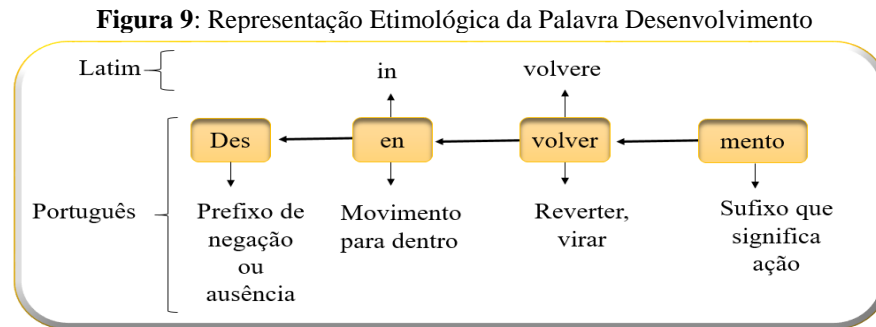 Figura 9: Representação Etimológica da Palavra Desenvolvimento
Latim
in
volvere
Des
en
volver
mento
Português
Prefixo de
negação
ou
ausência
Movimento
para dentro
Reverter,
virar
Sufixo que
significa
ação